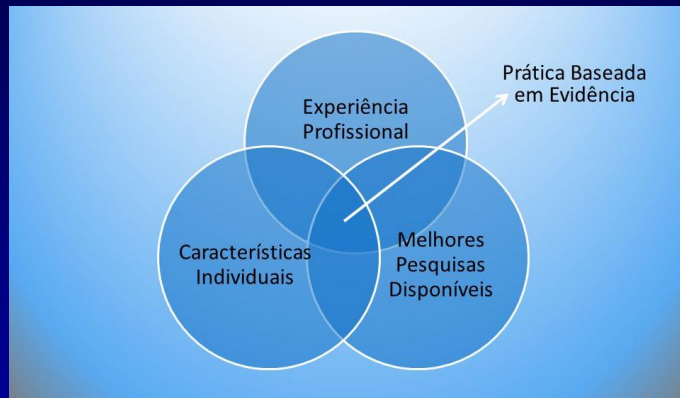 Prática Baseada
em Evidência
Experiência
Profissional
Características
Individuais
Melhores
Pesquisas
Disponíveis